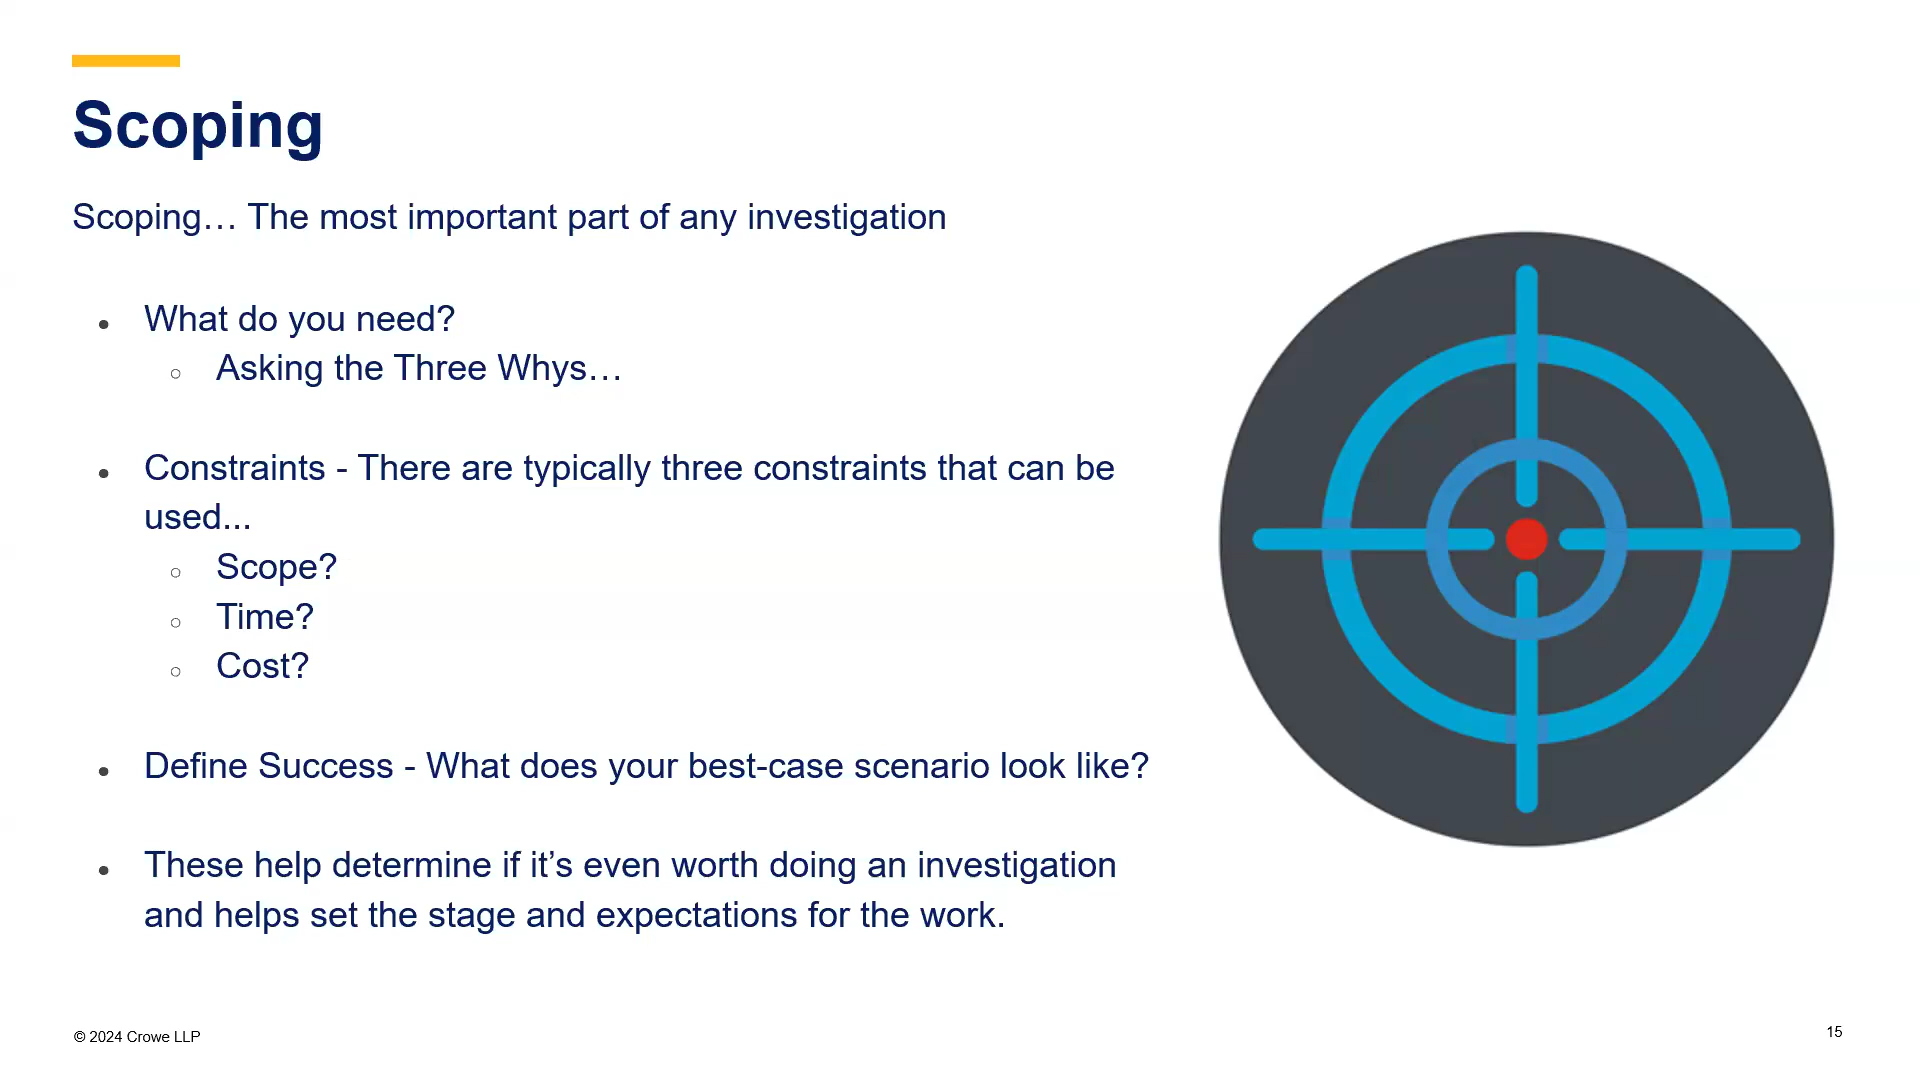 Scoping
Scoping… The most important part of any investigation
● What do you need?
○ Asking the Three Whys…
● Constraints - There are typically three constraints that can be
used...
○ Scope?
○ Time?
○ Cost?
● Define Success - What does your best-case scenario look like?
● These help determine if it’s even worth doing an investigation
and helps set the stage and expectations for the work.
© 2024 Crowe LLP
15